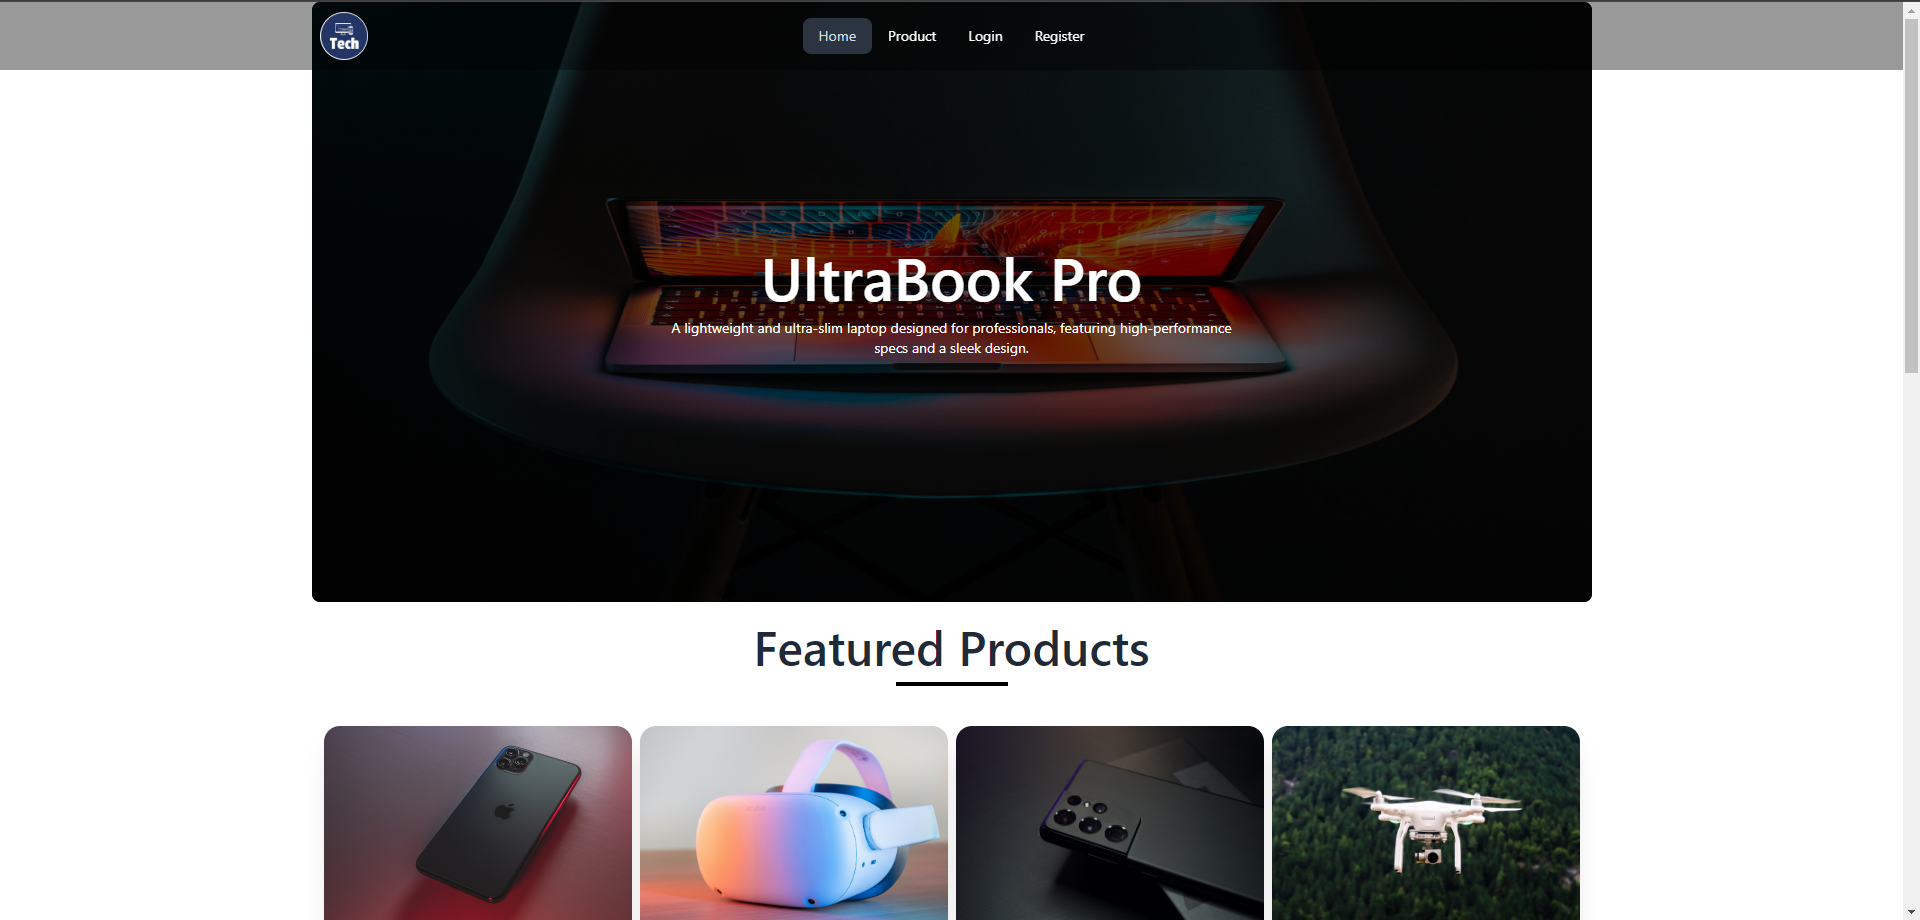 Tech
Home
Product
Login
Register
UltraBook Pro
A lightweight and ultra-slim laptop designed for professionals, featuring high-performance
specs and a sleek design.
Featured Products